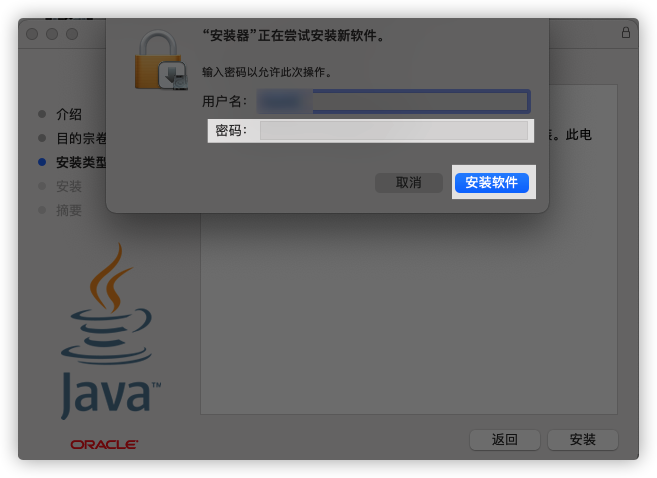 “安装器”正在尝试安装新软件。
输入密码以允许此次操作。
用户名：
密码：
取消
安装软件
介绍
目的宗卷
安装类型
安装
摘要
。此电
Java™
ORACLE®
返回
安装